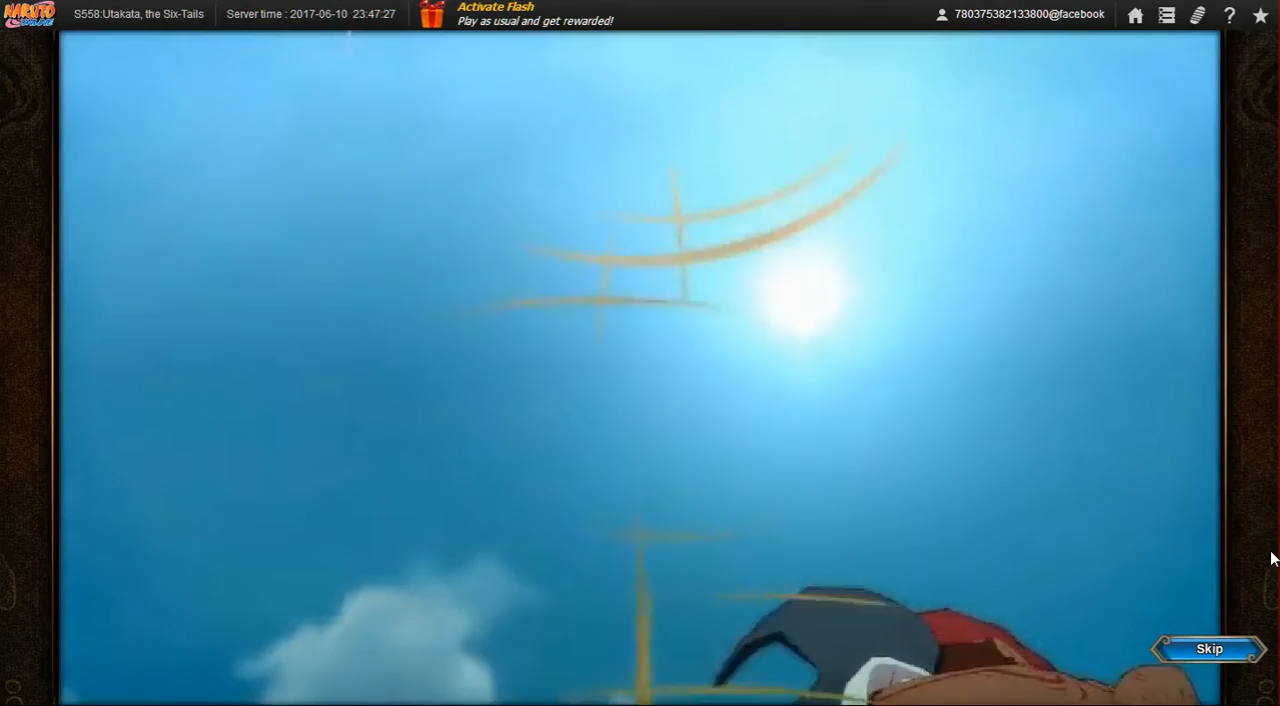 NARUTO
ONLINE
S558:Utakata, the Six-Tails
Server time : 2017-06-10 23:47:27
Activate Flash
Play as usual and get rewarded!
780375382133800@facebook
?
Skip